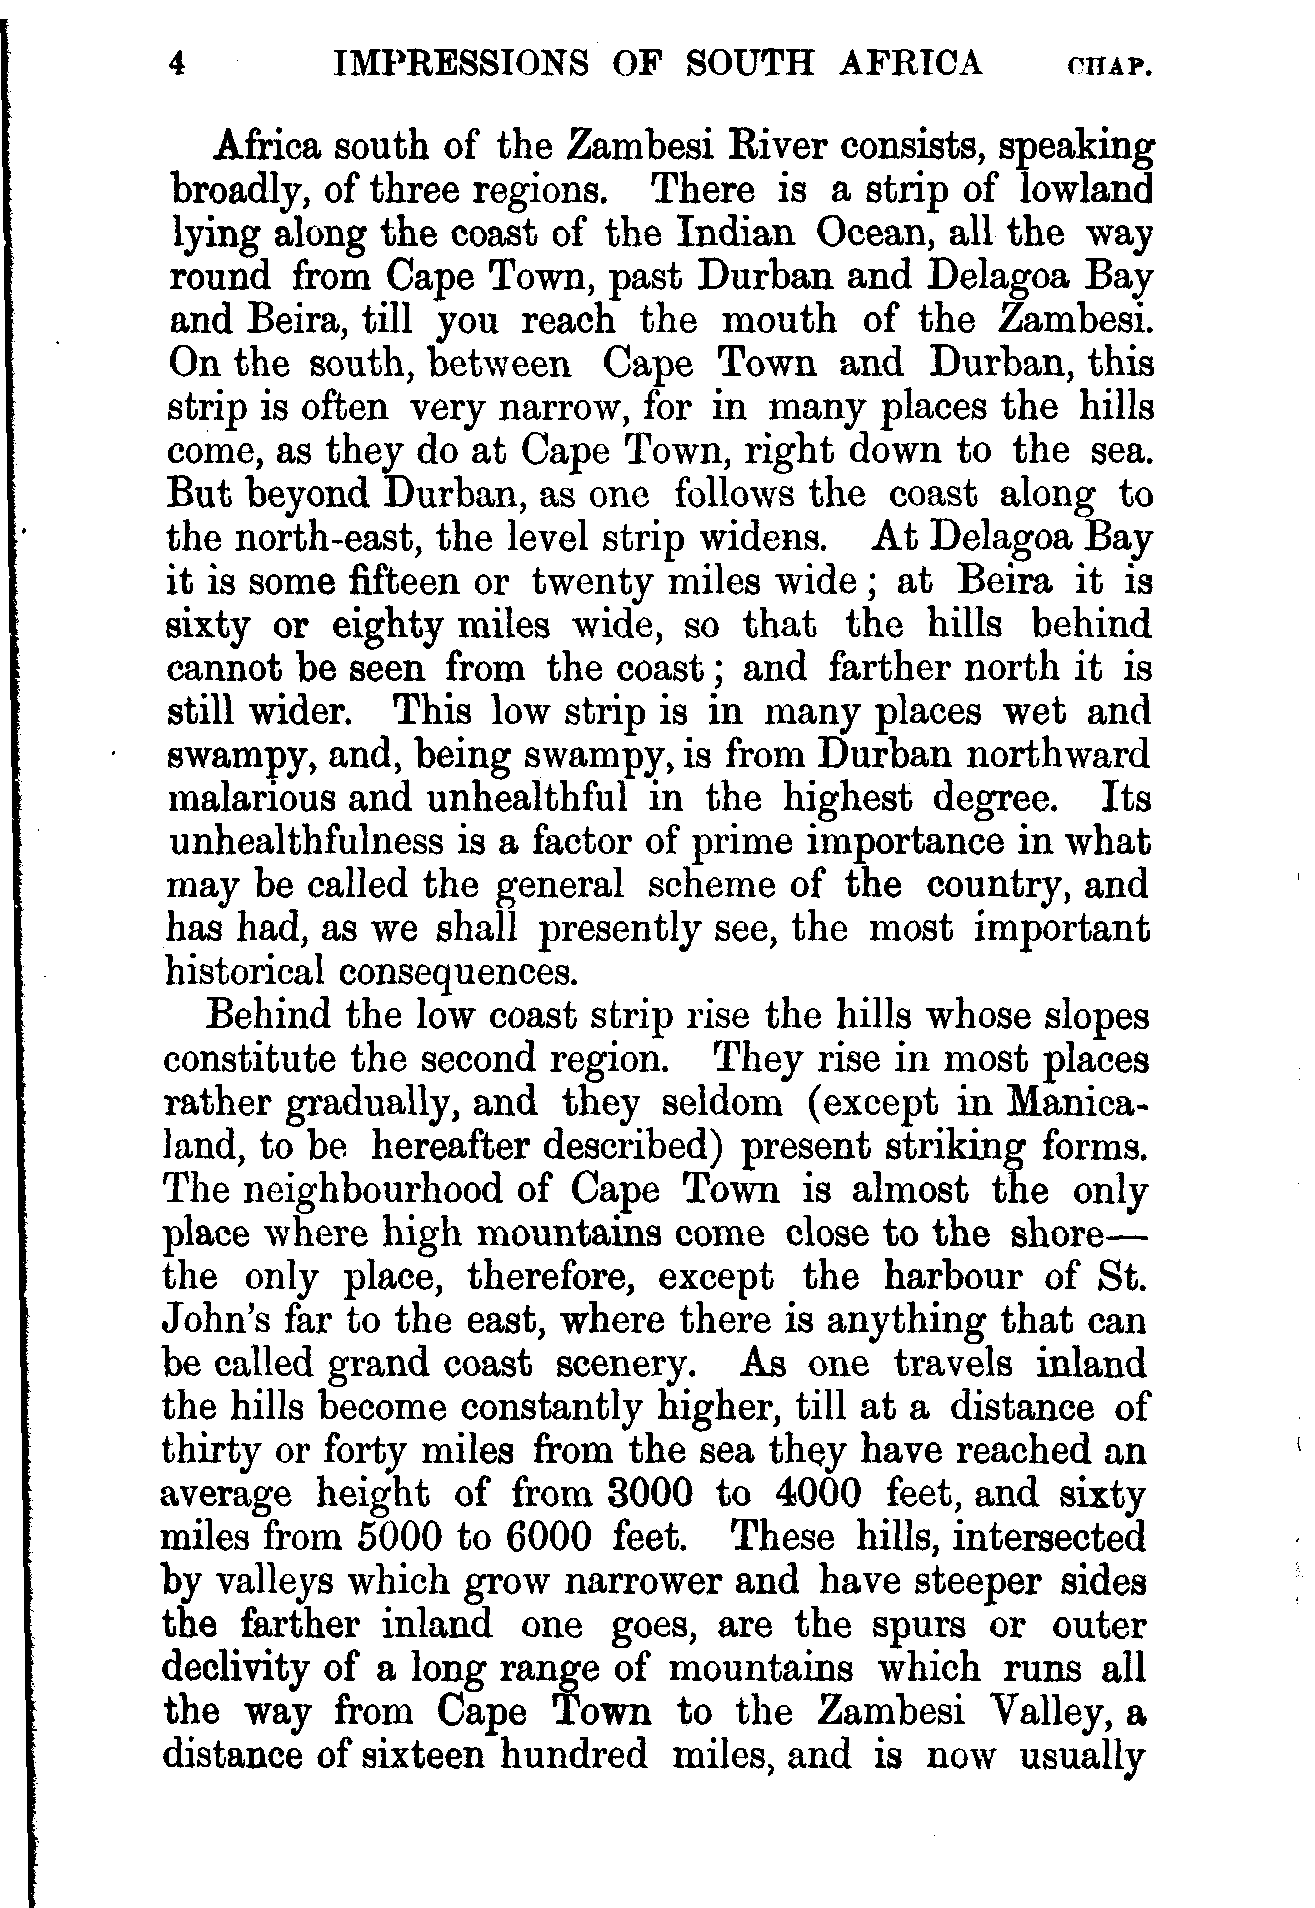 4 IMPRESSIONS OF SOUTH AFRICA CHAP.
Africa south of the Zambesi River consists, speaking
broadly, of three regions. There is a strip of lowland
lying along the coast of the Indian Ocean, all the way
round from Cape Town, past Durban and Delagoa Bay
and Beira, till you reach the mouth of the Zambesi.
On the south, between Cape Town and Durban, this
strip is often very narrow, for in many places the hills
come, as they do at Cape Town, right down to the sea.
But beyond Durban, as one follows the coast along to
the north-east, the level strip widens. At Delagoa Bay
it is some fifteen or twenty miles wide; at Beira it is
sixty or eighty miles wide, so that the hills behind
cannot be seen from the coast; and farther north it is
still wider. This low strip is in many places wet and
swampy, and, being swampy, is from Durban northward
malarious and unhealthful in the highest degree. Its
unhealthfulness is a factor of prime importance in what
may be called the general scheme of the country, and
has had, as we shall presently see, the most important
historical consequences.
Behind the low coast strip rise the hills whose slopes
constitute the second region. They rise in most places
rather gradually, and they seldom (except in Manica-
land, to be hereafter described) present striking forms.
The neighbourhood of Cape Town is almost the only
place where high mountains come close to the shore—
the only place, therefore, except the harbour of St.
John's far to the east, where there is anything that can
be called grand coast scenery. As one travels inland
the hills become constantly higher, till at a distance of
thirty or forty miles from the sea they have reached an
average height of from 3000 to 4000 feet, and sixty
miles from 5000 to 6000 feet. These hills, intersected
by valleys which grow narrower and have steeper sides
the farther inland one goes, are the spurs or outer
declivity of a long range of mountains which runs all
the way from Cape Town to the Zambesi Valley, a
distance of sixteen hundred miles, and is now usually